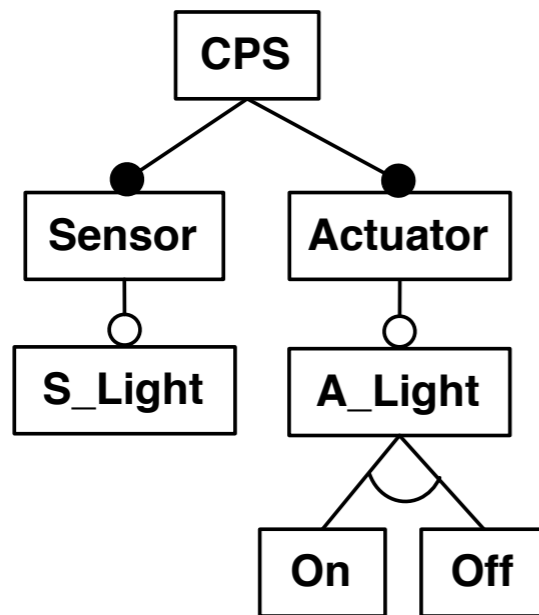 CPS
Sensor
Actuator
S_Light
A_Light
On
Off